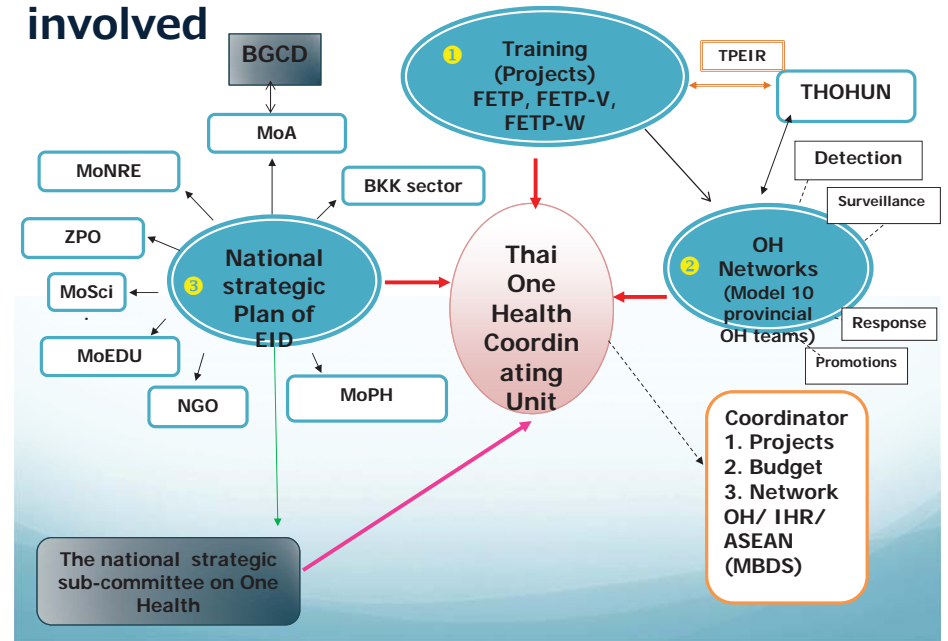 involved
BGCD
❶
Training
(Projects)
FETP, FETP-V,
FETP-W
TPEIR
THOHUN
MoA
MoNRE
BKK sector
Detection
Surveillance
ZPO
❸
National
strategic
Plan of
EID
Thai
One
Health
Coordin
ating
Unit
❷
OH
Networks
(Model 10
provincial
OH teams)
MoSci
.
MoEDU
Response
Promotions
NGO
MoPH
Coordinator
1. Projects
2. Budget
3. Network
OH/ IHR/
ASEAN
(MBDS)
The national strategic
sub-committee on One
Health